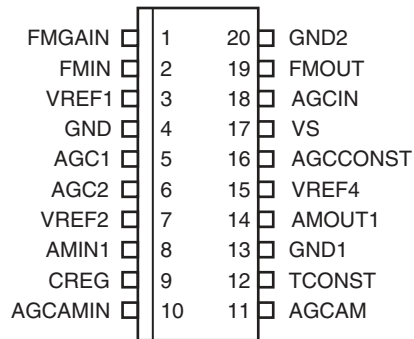 FMGAIN 1 20 GND2
FMIN 2 19 FMOUT
VREF1 3 18 AGCIN
GND 4 17 VS
AGC1 5 16 AGCCONST
AGC2 6 15 VREF4
VREF2 7 14 AMOUT1
AMIN1 8 13 GND1
CREG 9 12 TCONST
AGCAMIN 10 11 AGCAM